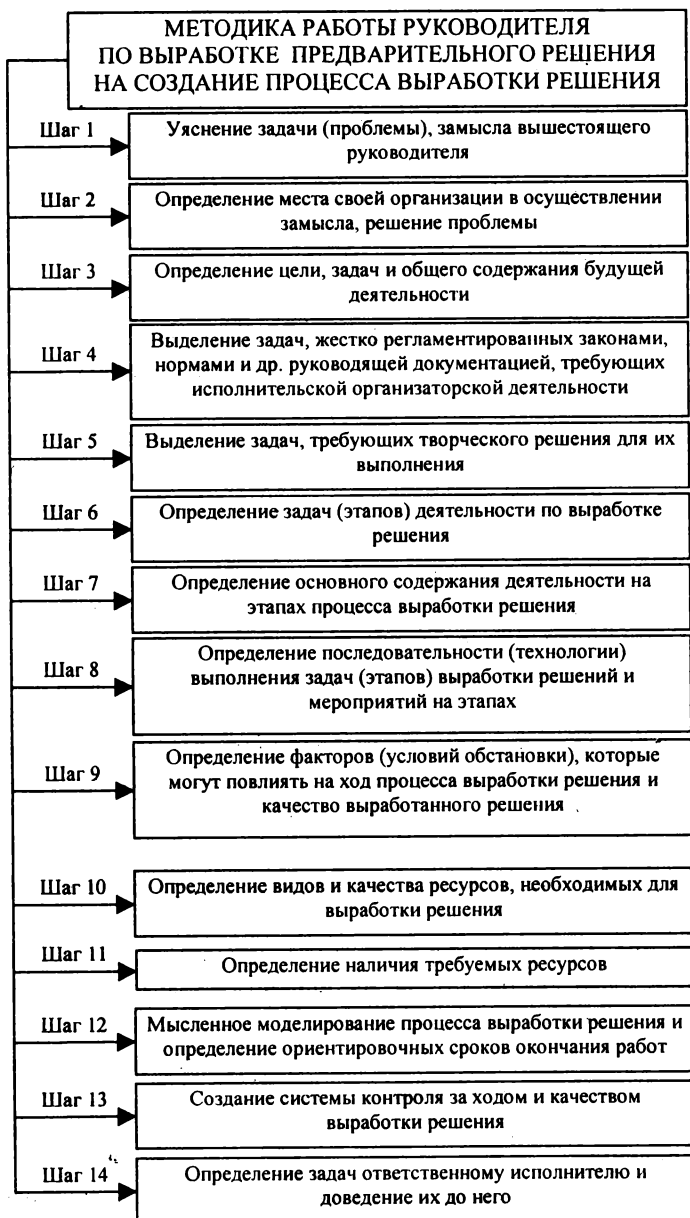 МЕТОДИКА РАБОТЫ РУКОВОДИТЕЛЯ
ПО ВЫРАБОТКЕ ПРЕДВАРИТЕЛЬНОГО РЕШЕНИЯ
НА СОЗДАНИЕ ПРОЦЕССА ВЫРАБОТКИ РЕШЕНИЯ
Шаг 1
Уяснение задачи (проблемы), замысла вышестоящего
руководителя
Шаг 2
Определение места своей организации в осуществлении
замысла, решение проблемы
Шаг 3
Определение цели, задач и общего содержания будущей
деятельности
Шаг 4
Выделение задач, жестко регламентированных законами,
нормами и др. руководящей документацией, требующих
исполнительской организаторской деятельности
Шаг 5
Выделение задач, требующих творческого решения для их
выполнения
Шаг 6
Определение задач (этапов) деятельности по выработке
решения
Шаг 7
Определение основного содержания деятельности на
этапах процесса выработки решения
Шаг 8
Определение последовательности (технологии)
выполнения задач (этапов) выработки решений и
мероприятий на этапах
Шаг 9
Определение факторов (условий обстановки), которые
могут повлиять на ход процесса выработки решения и
качество выработанного решения
Шаг 10
Определение видов и качества ресурсов, необходимых для
выработки решения
Шаг 11
Определение наличия требуемых ресурсов
Шаг 12
Мысленное моделирование процесса выработки решения и
определение ориентировочных сроков окончания работ
Шаг 13
Создание системы контроля за ходом и качеством
выработки решения
Шаг 14
Определение задач ответственному исполнителю и
доведение их до него